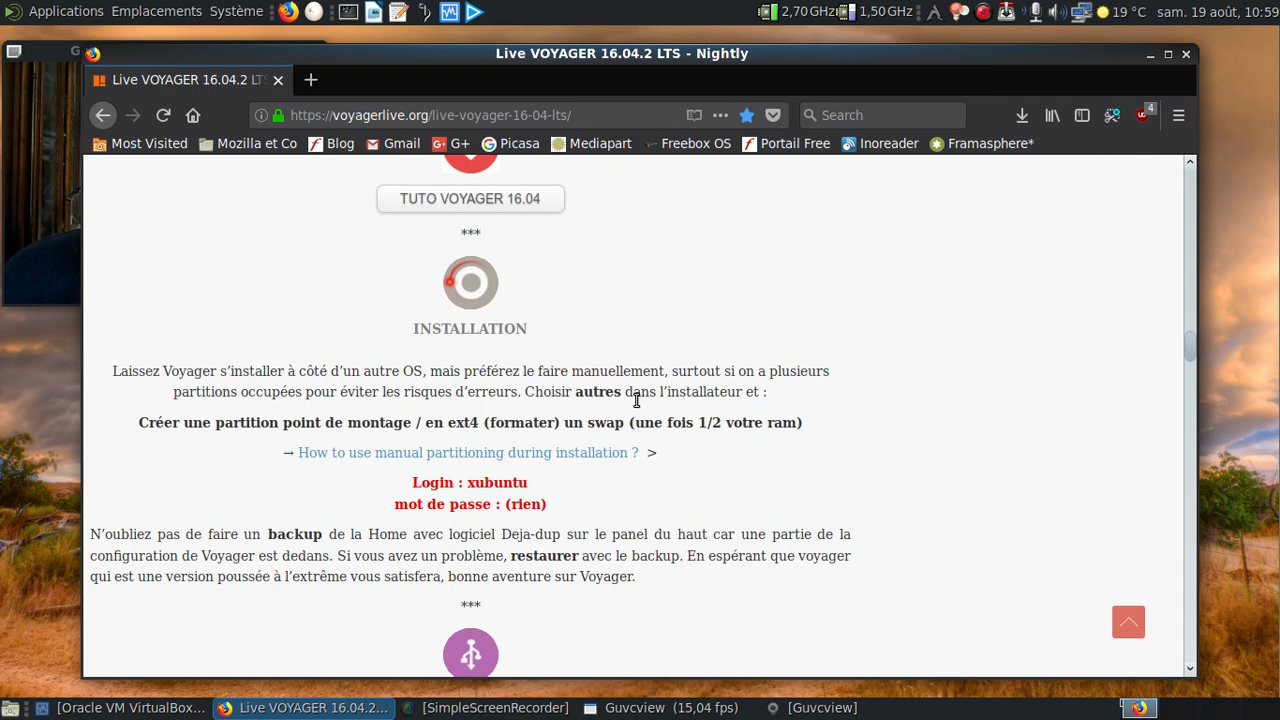 Applications Emplacements Système 2,70 GHz 1,50 GHz 19 °C sam. 19 août, 10:59
Live VOYAGER 16.04.2 LTS - Nightly
Live VOYAGER 16.04.2 LT
https://voyagerlive.org/live-voyager-16-04-lts/ Search 4
Most Visited Mozilla et Co Blog Gmail G+ Picasa Mediapart Freebox OS Portail Free Inoreader Framasphere*
TUTO VOYAGER 16.04
***
INSTALLATION
Laissez Voyager s’installer à côté d’un autre OS, mais préférez le faire manuellement, surtout si on a plusieurs
partitions occupées pour éviter les risques d’erreurs. Choisir autres dans l’installateur et :
Créer une partition point de montage / en ext4 (formater) un swap (une fois 1/2 votre ram)
→ How to use manual partitioning during installation ? >
Login : xubuntu
mot de passe : (rien)
N’oubliez pas de faire un backup de la Home avec logiciel Deja-dup sur le panel du haut car une partie de la
configuration de Voyager est dedans. Si vous avez un problème, restaurer avec le backup. En espérant que voyager
qui est une version poussée à l’extrême vous satisfera, bonne aventure sur Voyager.
***
[Oracle VM VirtualBox... Live VOYAGER 16.04.2... [SimpleScreenRecorder] Guvcview (15,04 fps) [Guvcview]